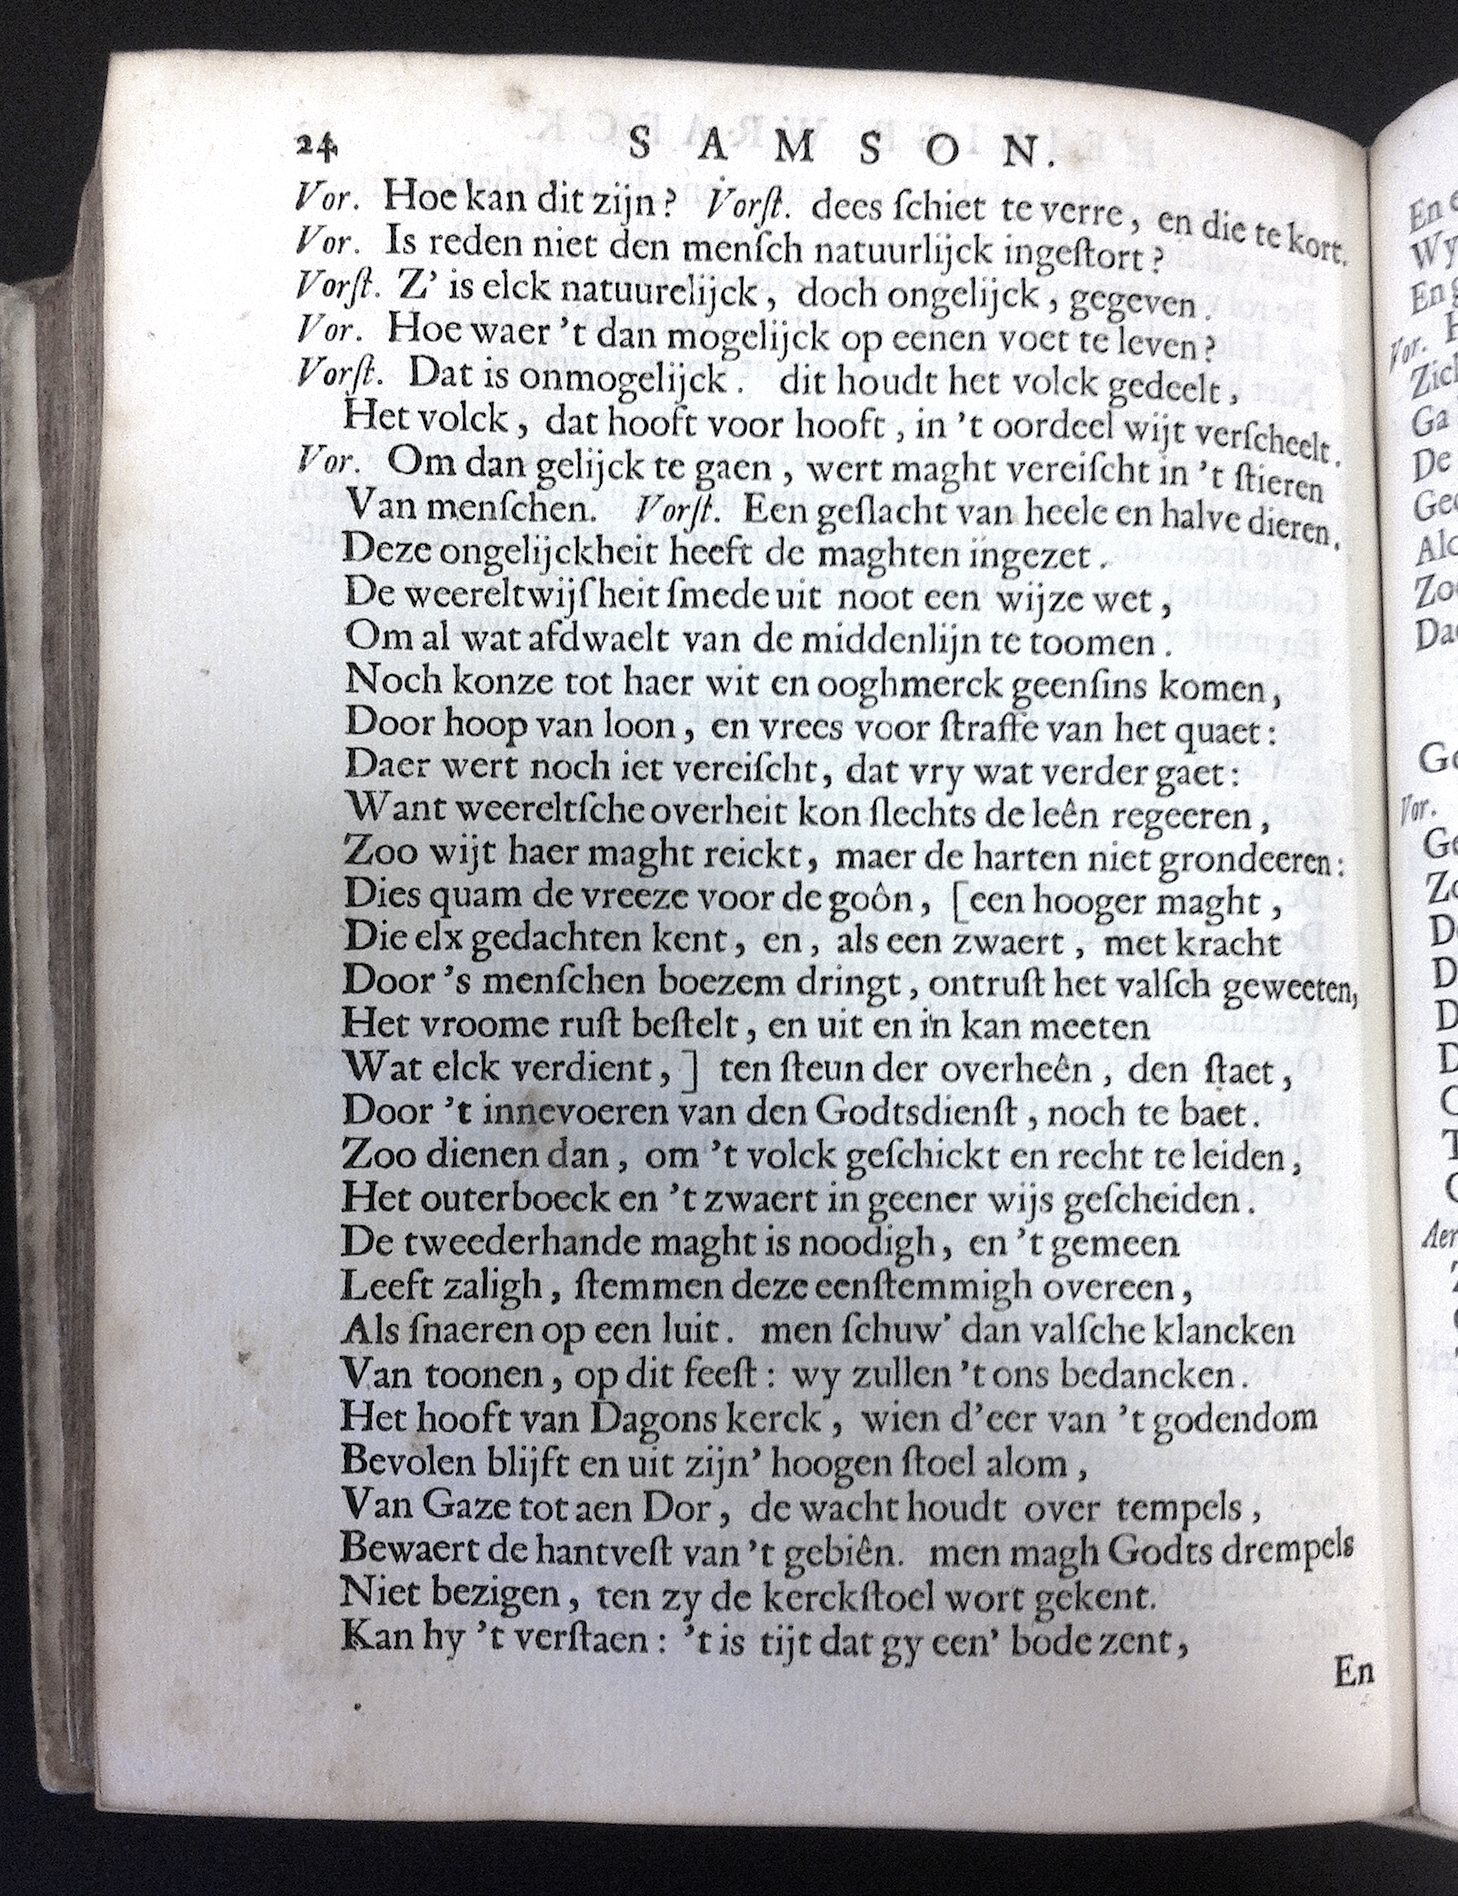 24 SAMSON.
Vor. Hoe kan dit zijn? Vorſt. dees ſchiet te verre, en die te kort.
Vor. Is reden niet den menſch natuurlijck ingeſtort?
Vorſt. Z' is elck natuurelijck, doch ongelijck, gegeven.
Vor. Hoe waer 't dan mogelijck op eenen voet te leven?
Vorſt. Dat is onmogelijck. dit houdt het volck gedeelt,
Het volck, dat hooft voor hooft, in 't oordeel wijt verſcheelt.
Vor. Om dan gelijck te gaen, wert maght vereiſcht in 't ſtieren
Van menſchen. Vorſt. Een geſlacht van heele en halve dieren.
Deze ongelijckheit heeft de maghten ingezet.
De weereltwijſheit ſmede uit noot een wijze wet,
Om al wat afdwaelt van de middenlijn te toomen.
Noch konze tot haer wit en ooghmerck geenſins komen,
Door hoop van loon, en vrees voor ſtraffe van het quaet:
Daer wert noch iet vereiſcht, dat vry wat verder gaet:
Want weereltſche overheit kon ſlechts de leên regeeren,
Zoo wijt haer maght reickt, maer de harten niet grondeeren:
Dies quam de vreeze voor de goôn, [een hooger maght,
Die elx gedachten kent, en, als een zwaert, met kracht
Door 's menſchen boezem dringt, ontruſt het valſch geweeten,
Het vroome ruſt beſtelt, en uit en in kan meeten
Wat elck verdient,] ten ſteun der overheên, den ſtaet,
Door 't innevoeren van den Godtsdienſt, noch te baet.
Zoo dienen dan, om 't volck geſchickt en recht te leiden,
Het outerboeck en 't zwaert in geener wijs geſcheiden.
De tweederhande maght is noodigh, en 't gemeen
Leeft zaligh, ſtemmen deze eenſtemmigh overeen,
Als ſnaeren op een luit. men ſchuw' dan valſche klancken
Van toonen, op dit feeſt: wy zullen 't ons bedancken.
Het hooft van Dagons kerck, wien d'eer van 't godendom
Bevolen blijft en uit zijn' hoogen ſtoel alom,
Van Gaze tot aen Dor, de wacht houdt over tempels,
Bewaert de hantveſt van 't gebiên. men magh Godts drempels
Niet bezigen, ten zy de kerckſtoel wort gekent.
Kan hy 't verſtaen: 't is tijt dat gy een' bode zent,
En